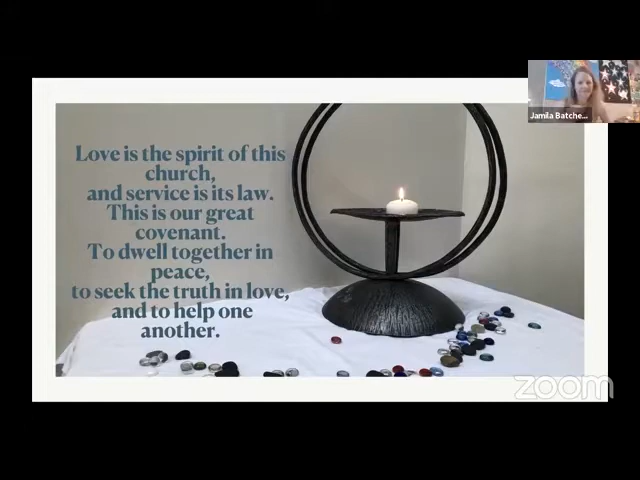 Jamila Batche...
Love is the spirit of this
church,
and service is its law.
This is our great
covenant.
To dwell together in
peace,
to seek the truth in love,
and to help one
another.
zoom